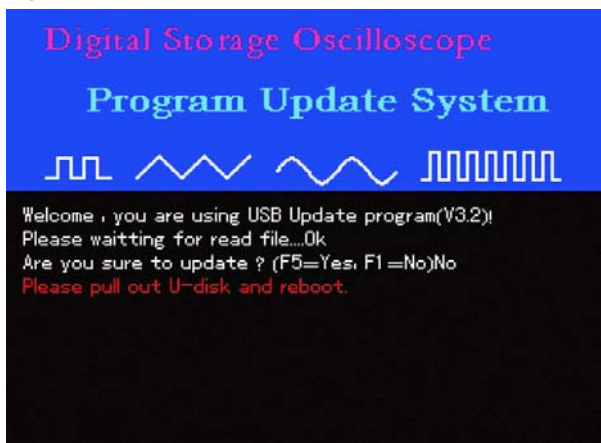 Digital Storage Oscilloscope
Program Update System
Welcome , you are using USB Update program(V3.2)!
Please waitting for read file....Ok
Are you sure to update ? (F5=Yes, F1=No)No
Please pull out U-disk and reboot.